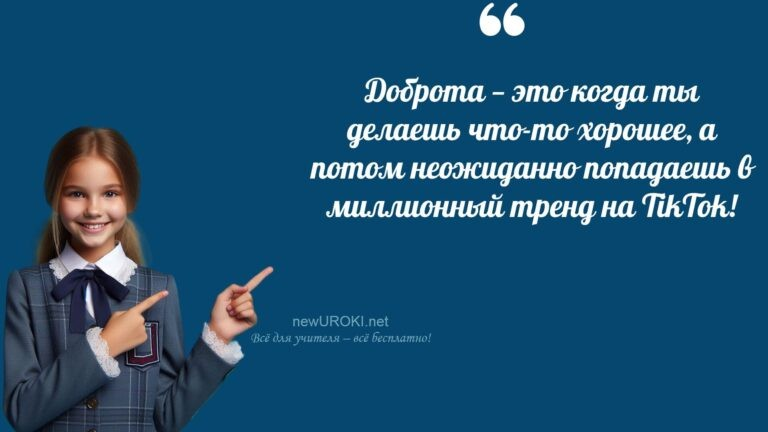 Доброта – это когда ты
делаешь что-то хорошее, а
потом неожиданно попадаешь в
миллионный тренд на TikTok!
newUROKI.net
Всё для учителя – всё бесплатно!